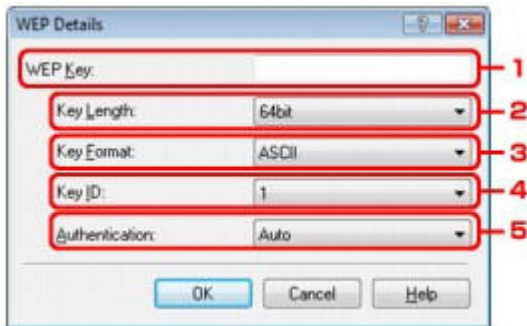 WEP Details
WEP Key: 1
Key Length: 64bit 2
Key Format: ASCII 3
Key ID: 1 4
Authentication: Auto 5
OK Cancel Help